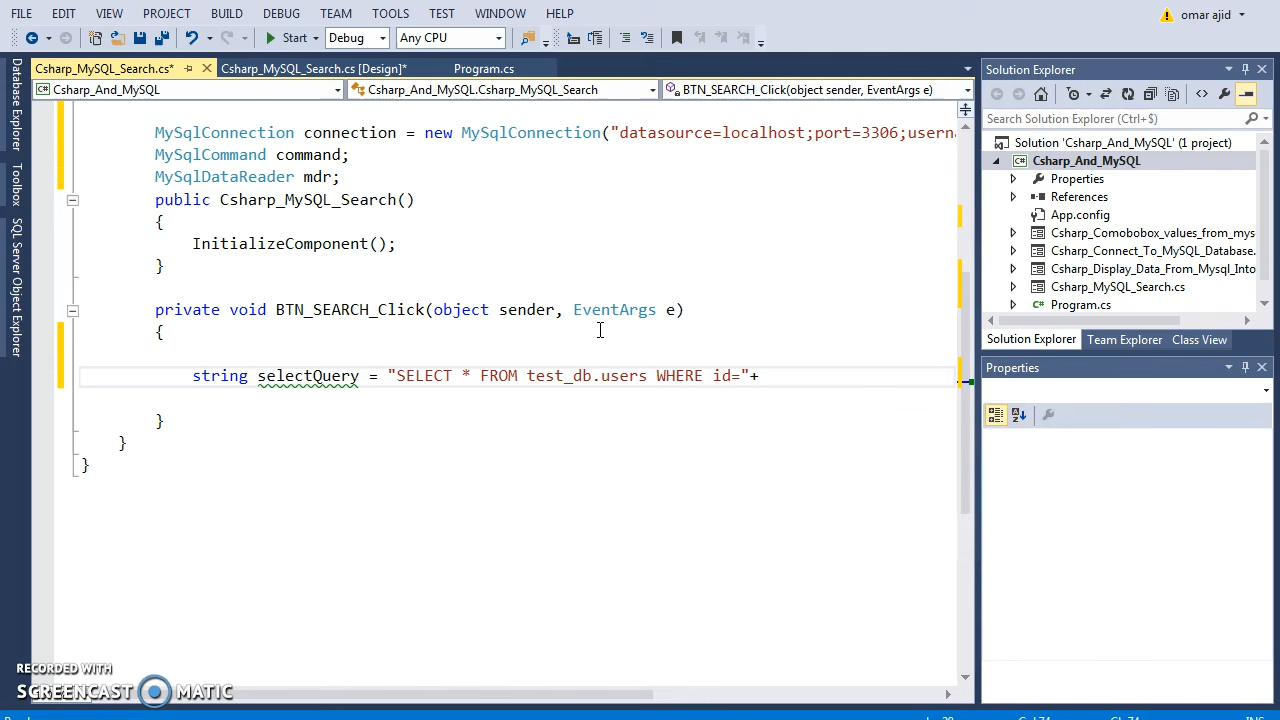 FILE EDIT VIEW PROJECT BUILD DEBUG TEAM TOOLS TEST WINDOW HELP omar ajid
Start Debug Any CPU
Csharp_MySQL_Search.cs* Csharp_MySQL_Search.cs [Design]* Program.cs
Csharp_And_MySQL Csharp_And_MySQL.Csharp_MySQL_Search BTN_SEARCH_Click(object sender, EventArgs e)
Database Explorer
Toolbox
SQL Server Object Explorer
MySqlConnection connection = new MySqlConnection("datasource=localhost;port=3306;userna
MySqlCommand command;
MySqlDataReader mdr;
public Csharp_MySQL_Search()
{
InitializeComponent();
}
private void BTN_SEARCH_Click(object sender, EventArgs e)
{
string selectQuery = "SELECT * FROM test_db.users WHERE id="+
}
}
}
Solution Explorer
Search Solution Explorer (Ctrl+$)
Solution 'Csharp_And_MySQL' (1 project)
Csharp_And_MySQL
Properties
References
App.config
Csharp_Comobobox_values_from_mys
Csharp_Connect_To_MySQL_Database.
Csharp_Display_Data_From_Mysql_Into
Csharp_MySQL_Search.cs
Program.cs
Solution Explorer Team Explorer Class View
Properties
RECORDED WITH
SCREENCAST MATIC